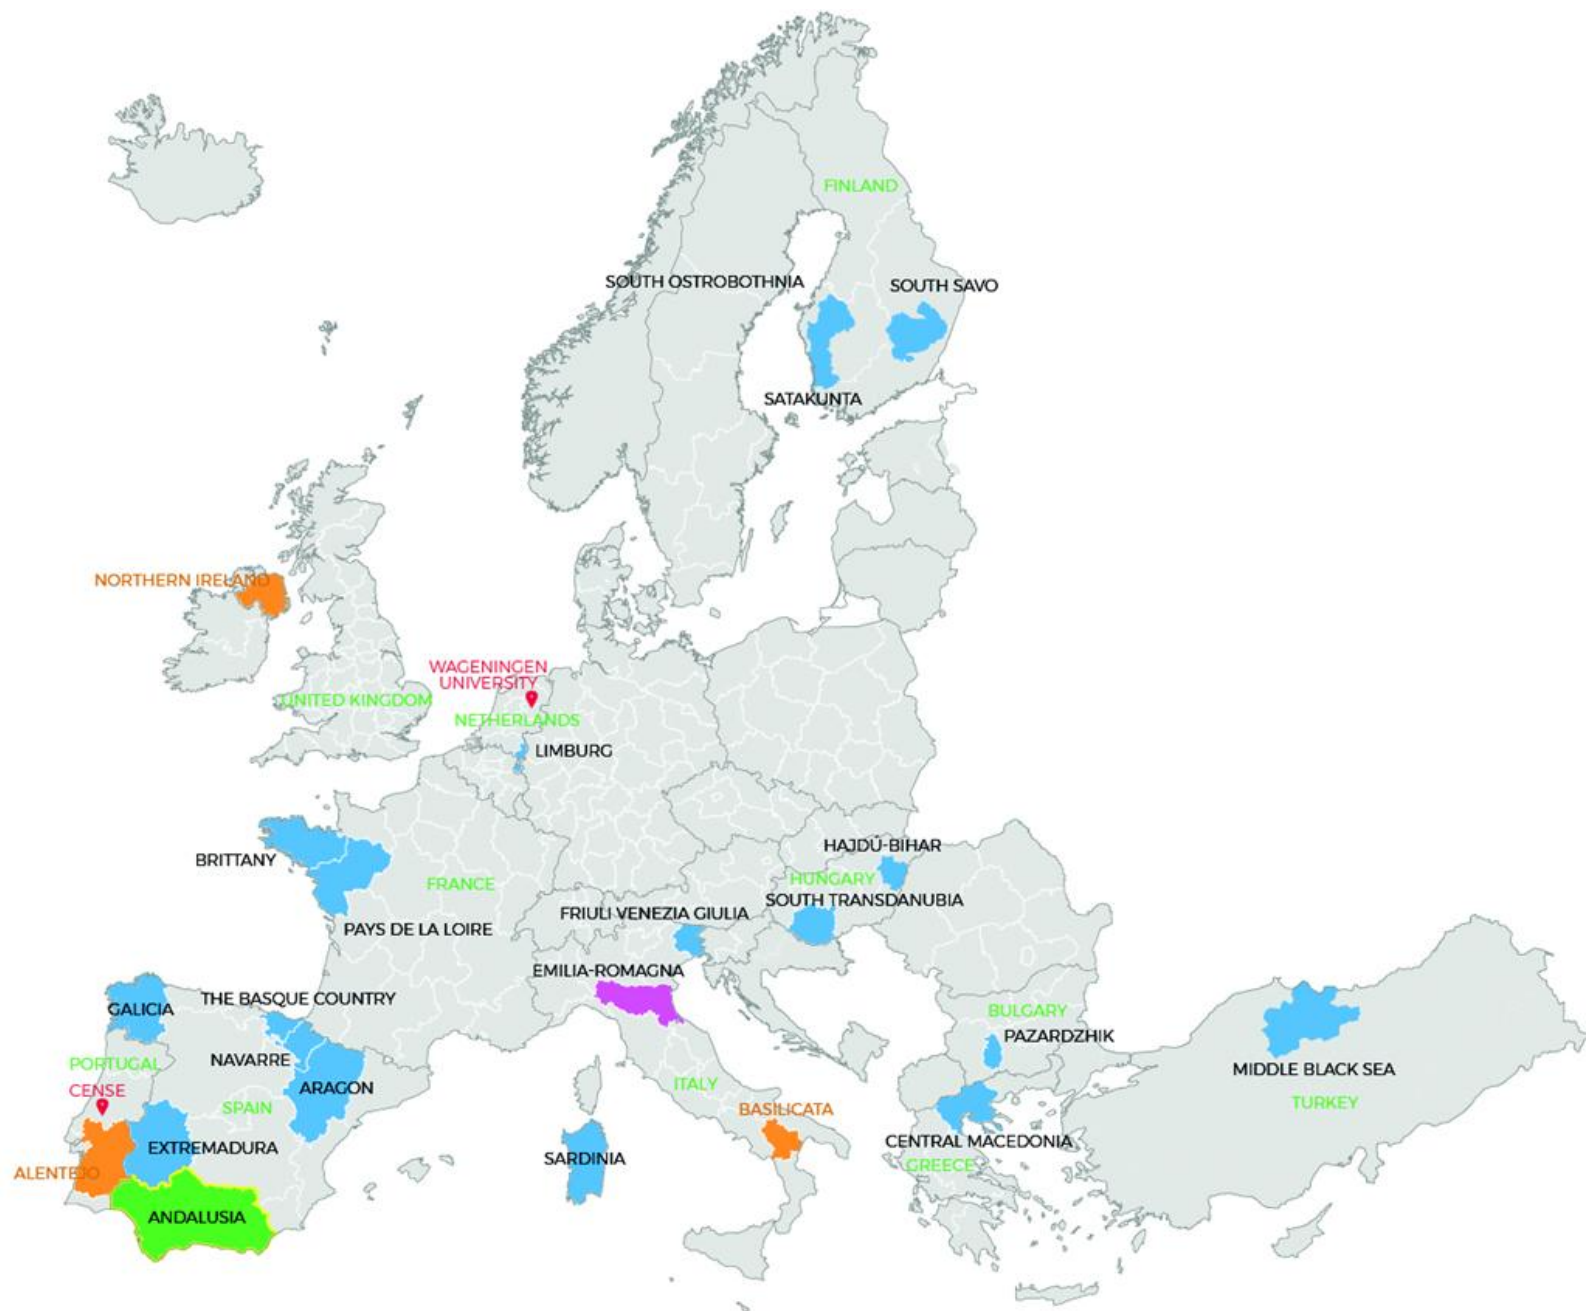 FINLAND
SOUTH OSTROBOTHNIA
SOUTH SAVO
SATAKUNTA
NORTHERN IRELAND
WAGENINGEN
UNIVERSITY
UNITED KINGDOM
NETHERLANDS
LIMBURG
HAJDÚ-BIHAR
BRITTANY
HUNGARY
FRANCE
SOUTH TRANSDANUBIA
FRIULI VENEZIA GIULIA
PAYS DE LA LOIRE
EMILIA-ROMAGNA
THE BASQUE COUNTRY
GALICIA
BULGARY
PAZARDZHIK
NAVARRE
PORTUGAL
MIDDLE BLACK SEA
ITALY
ARAGON
CENSE
TURKEY
SPAIN
BASILICATA
CENTRAL MACEDONIA
EXTREMADURA
SARDINIA
GREECE
ALENTEJO
ANDALUSIA